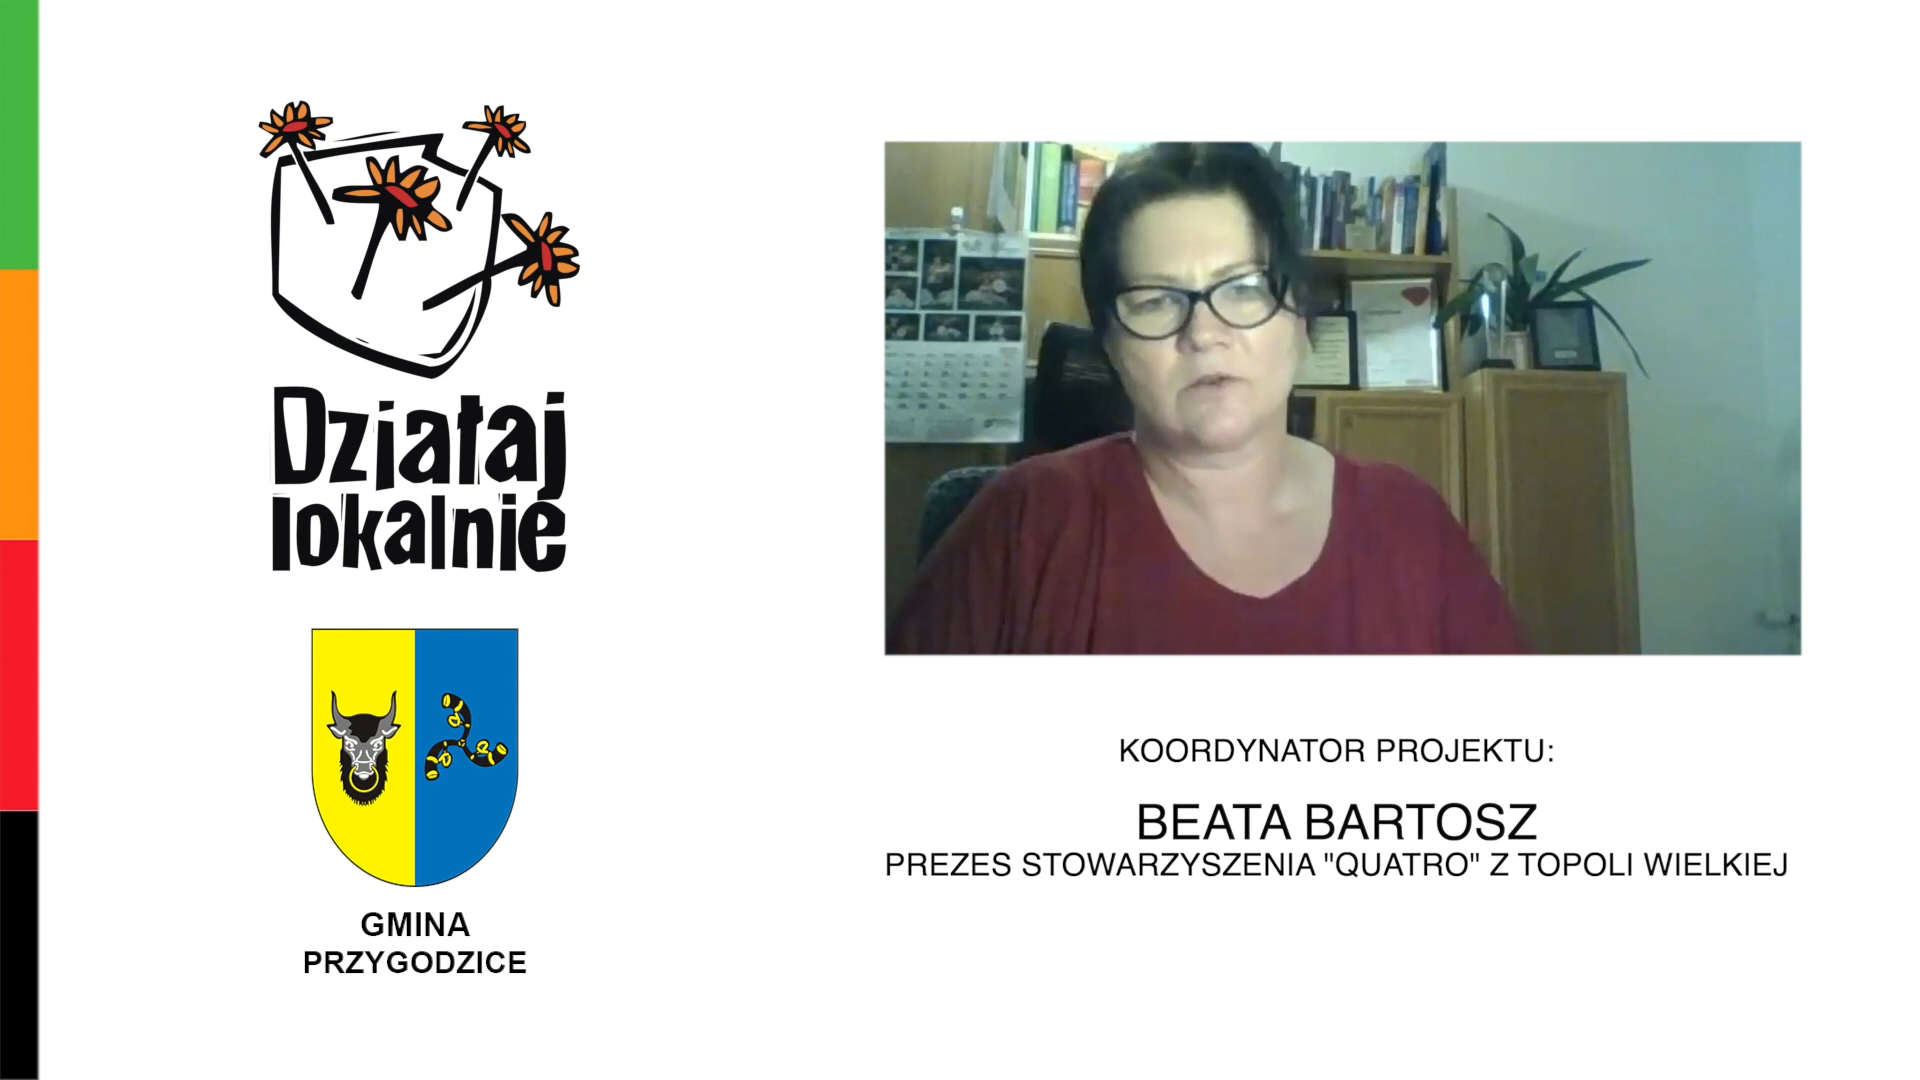 Działaj
lokalnie
GMINA
PRZYGODZICE
KOORDYNATOR PROJEKTU:
BEATA BARTOSZ
PREZES STOWARZYSZENIA "QUATRO" Z TOPOLI WIELKIEJ